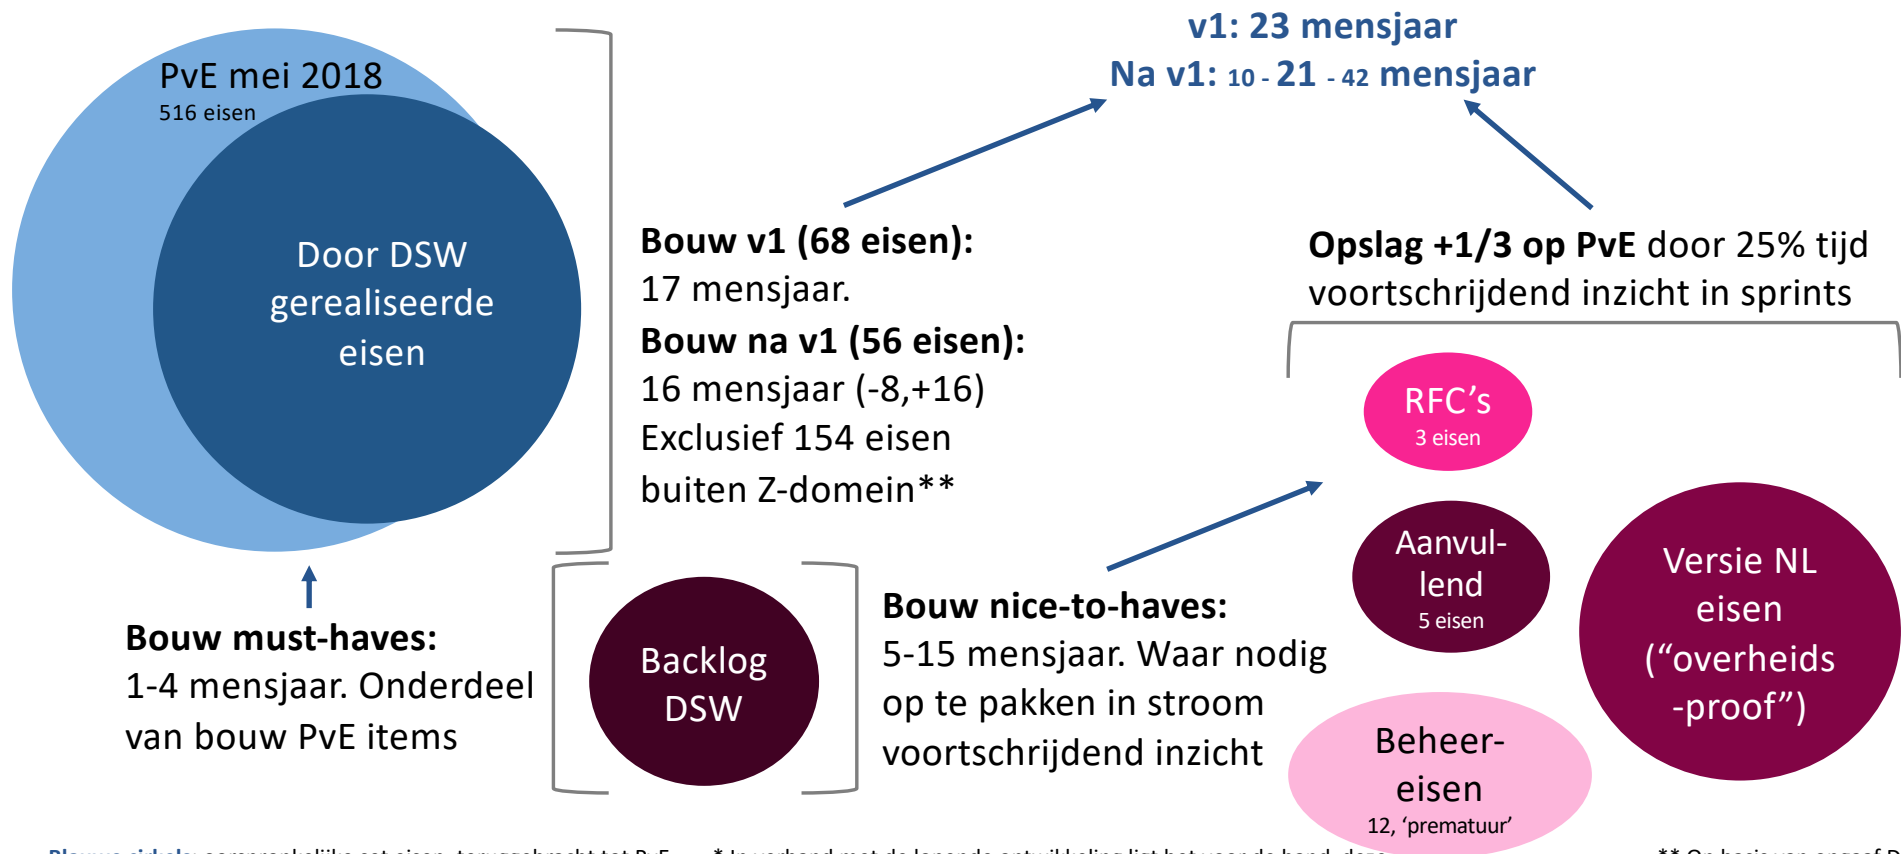 v1: 23 mensjaar
Na v1: 10 - 21 - 42 mensjaar
PvE mei 2018
516 eisen
Door DSW
gerealiseerde
eisen
Bouw v1 (68 eisen):
17 mensjaar.
Bouw na v1 (56 eisen):
16 mensjaar (-8,+16)
Exclusief 154 eisen
buiten Z-domein**
Opslag +1/3 op PvE door 25% tijd
voortschrijdend inzicht in sprints
RFC's
3 eisen
Aanvul-
lend
5 eisen
Versie NL
eisen
("overheids
-proof")
Beheer-
eisen
12, 'prematuur'
Bouw must-haves:
1-4 mensjaar. Onderdeel
van bouw PvE items
Backlog
DSW
Bouw nice-to-haves:
5-15 mensjaar. Waar nodig
op te pakken in stroom
voortschrijdend inzicht